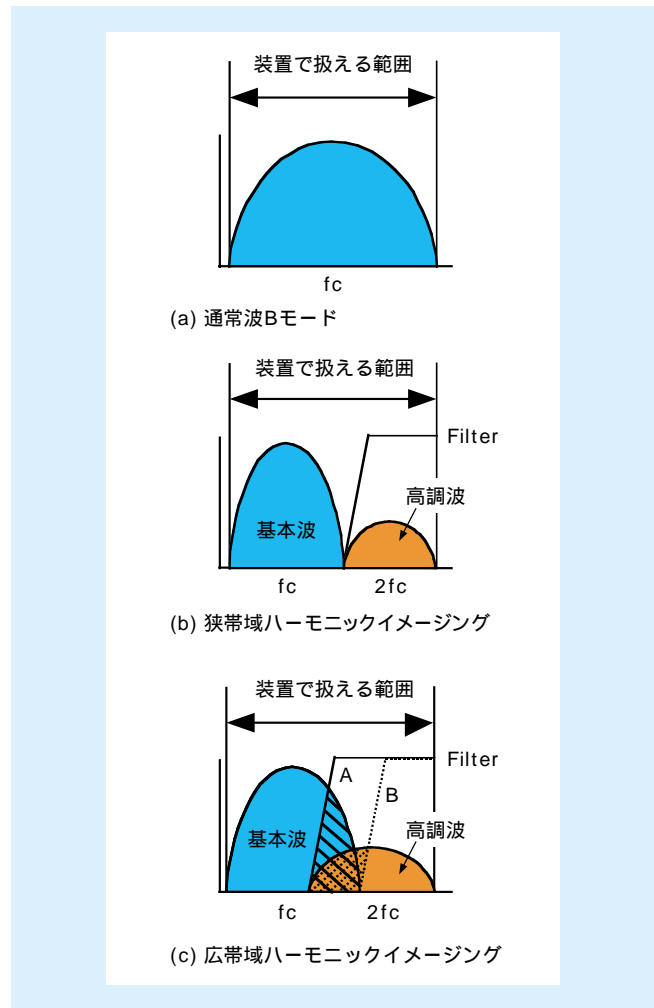 装置で扱える範囲
fc
(a) 通常波Bモード
装置で扱える範囲
Filter
高調波
基本波
fc 2fc
(b) 狭帯域ハーモニックイメージング
装置で扱える範囲
Filter
A
B
高調波
基本波
fc 2fc
(c) 広帯域ハーモニックイメージング